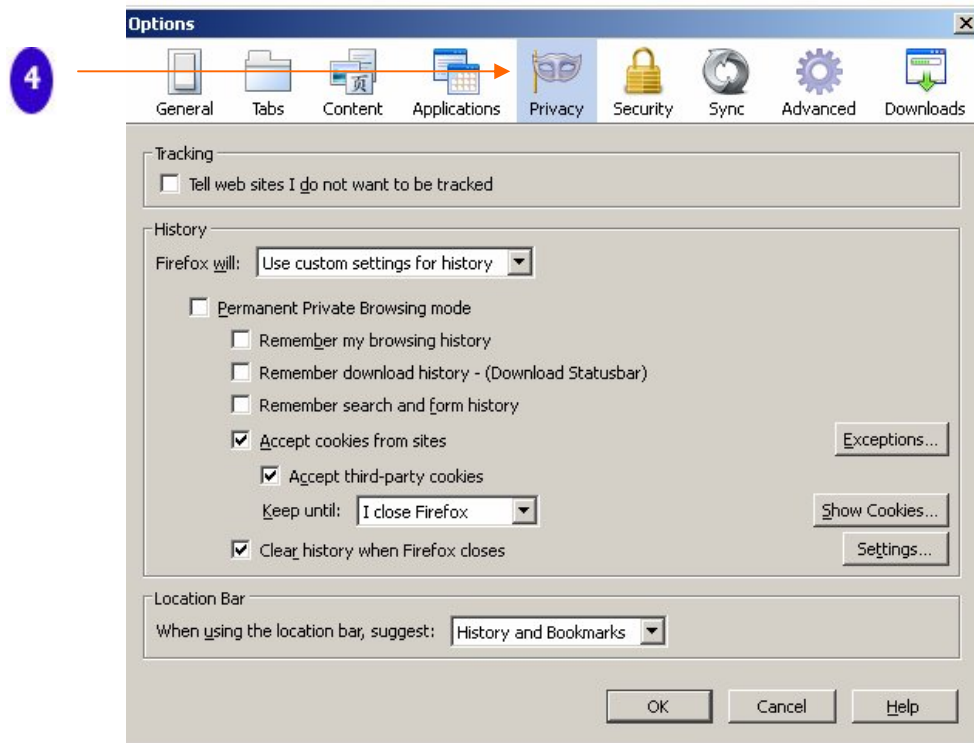 Options
4
General Tabs Content Applications Privacy Security Sync Advanced Downloads
页
Tracking
Tell web sites I do not want to be tracked
History
Firefox will: Use custom settings for history
Permanent Private Browsing mode
Remember my browsing history
Remember download history - (Download Statusbar)
Remember search and form history
Accept cookies from sites Exceptions...
Accept third-party cookies
Keep until: I close Firefox Show Cookies...
Clear history when Firefox closes Settings...
Location Bar
When using the location bar, suggest: History and Bookmarks
OK Cancel Help